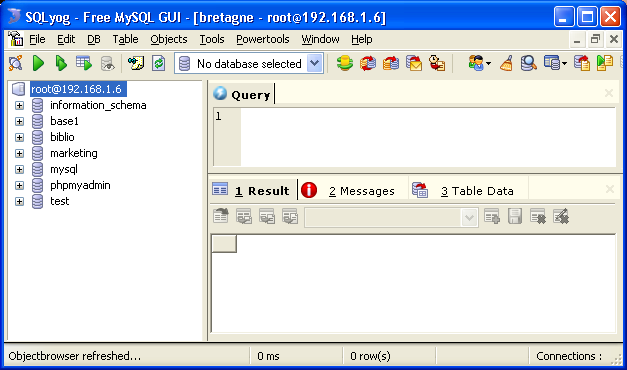 SQLyog - Free MySQL GUI - [bretagne - root@192.168.1.6]
File Edit DB Table Objects Tools Powertools Window Help
No database selected
root@192.168.1.6
information_schema
base1
biblio
marketing
mysql
phpmyadmin
test
Query
1
1 Result
2 Messages
3 Table Data
Objectbrowser refreshed...
0 ms
0 row(s)
Connections :